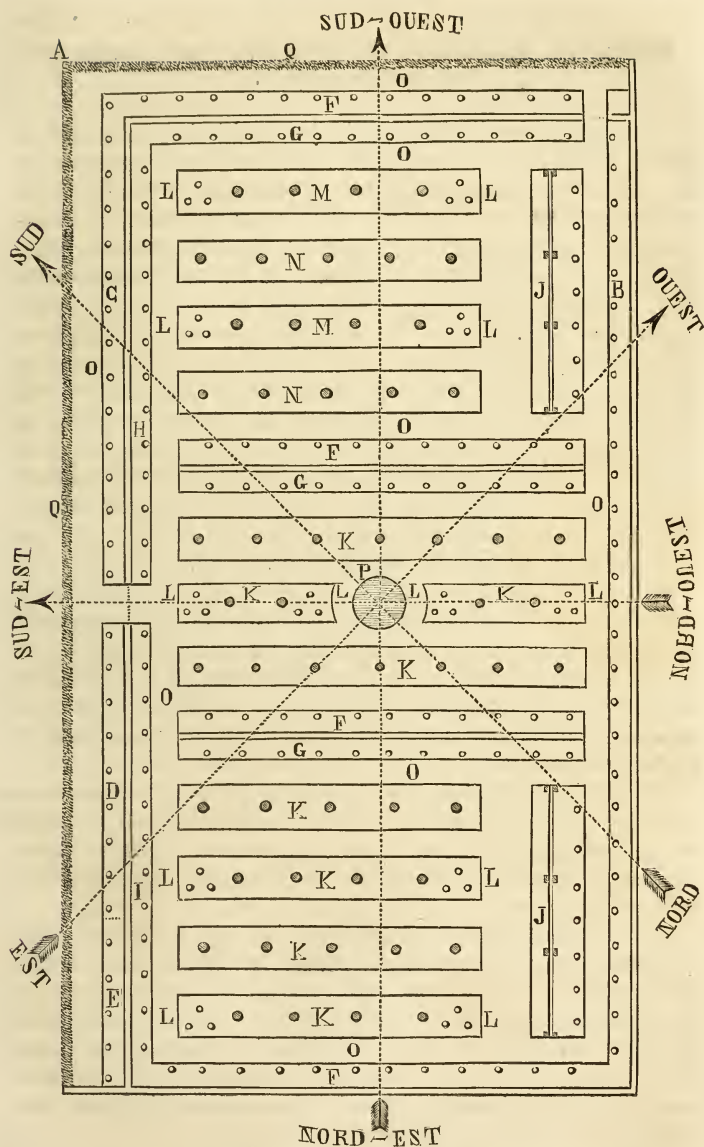 SUD-OUEST
A Q
O
F
G
O
L M L
SUD
N
C J B OUEST
L M L
O
N
O
H F
G
Q O
K
P
SUD-EST L K L L K L NORD-OUEST
K
O
F
G
O
D K
I L K L
J NORD
EST
K
E
L K L
O
F
NORD-EST